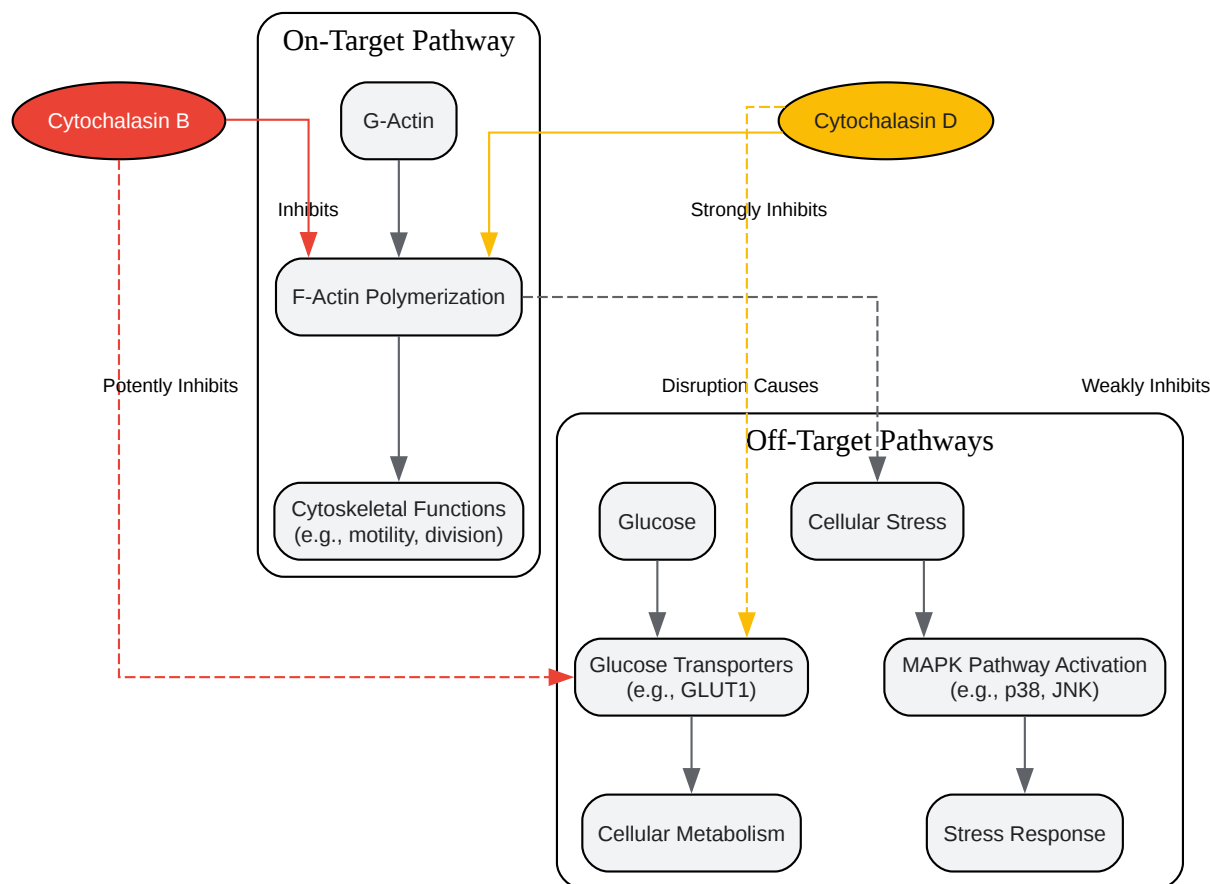 On-Target Pathway
Cytochalasin B
G-Actin
Cytochalasin D
Inhibits
Strongly Inhibits
F-Actin Polymerization
Potently Inhibits
Disruption Causes
Weakly Inhibits
Off-Target Pathways
Cytoskeletal Functions
(e.g., motility, division)
Glucose
Cellular Stress
Glucose Transporters
(e.g., GLUT1)
MAPK Pathway Activation
(e.g., p38, JNK)
Cellular Metabolism
Stress Response